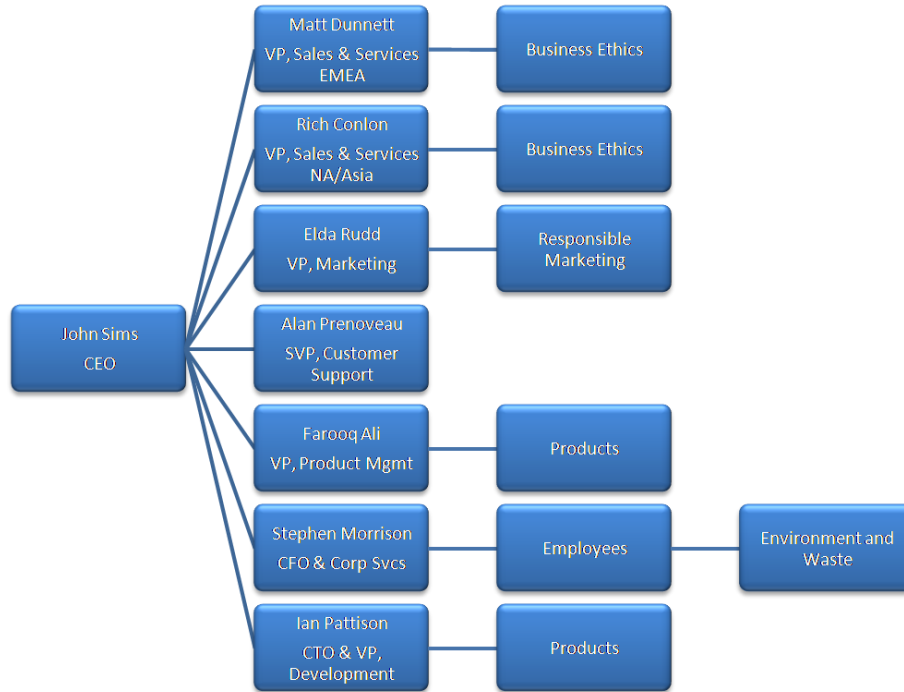 Matt Dunnett
VP, Sales & Services
EMEA
Business Ethics
Rich Conlon
VP, Sales & Services
NA/Asia
Business Ethics
Elda Rudd
VP, Marketing
Responsible
Marketing
John Sims
CEO
Alan Prenoveau
SVP, Customer
Support
Farooq Ali
VP, Product Mgmt
Products
Stephen Morrison
CFO & Corp Svcs
Employees
Environment and
Waste
Ian Pattison
CTO & VP,
Development
Products